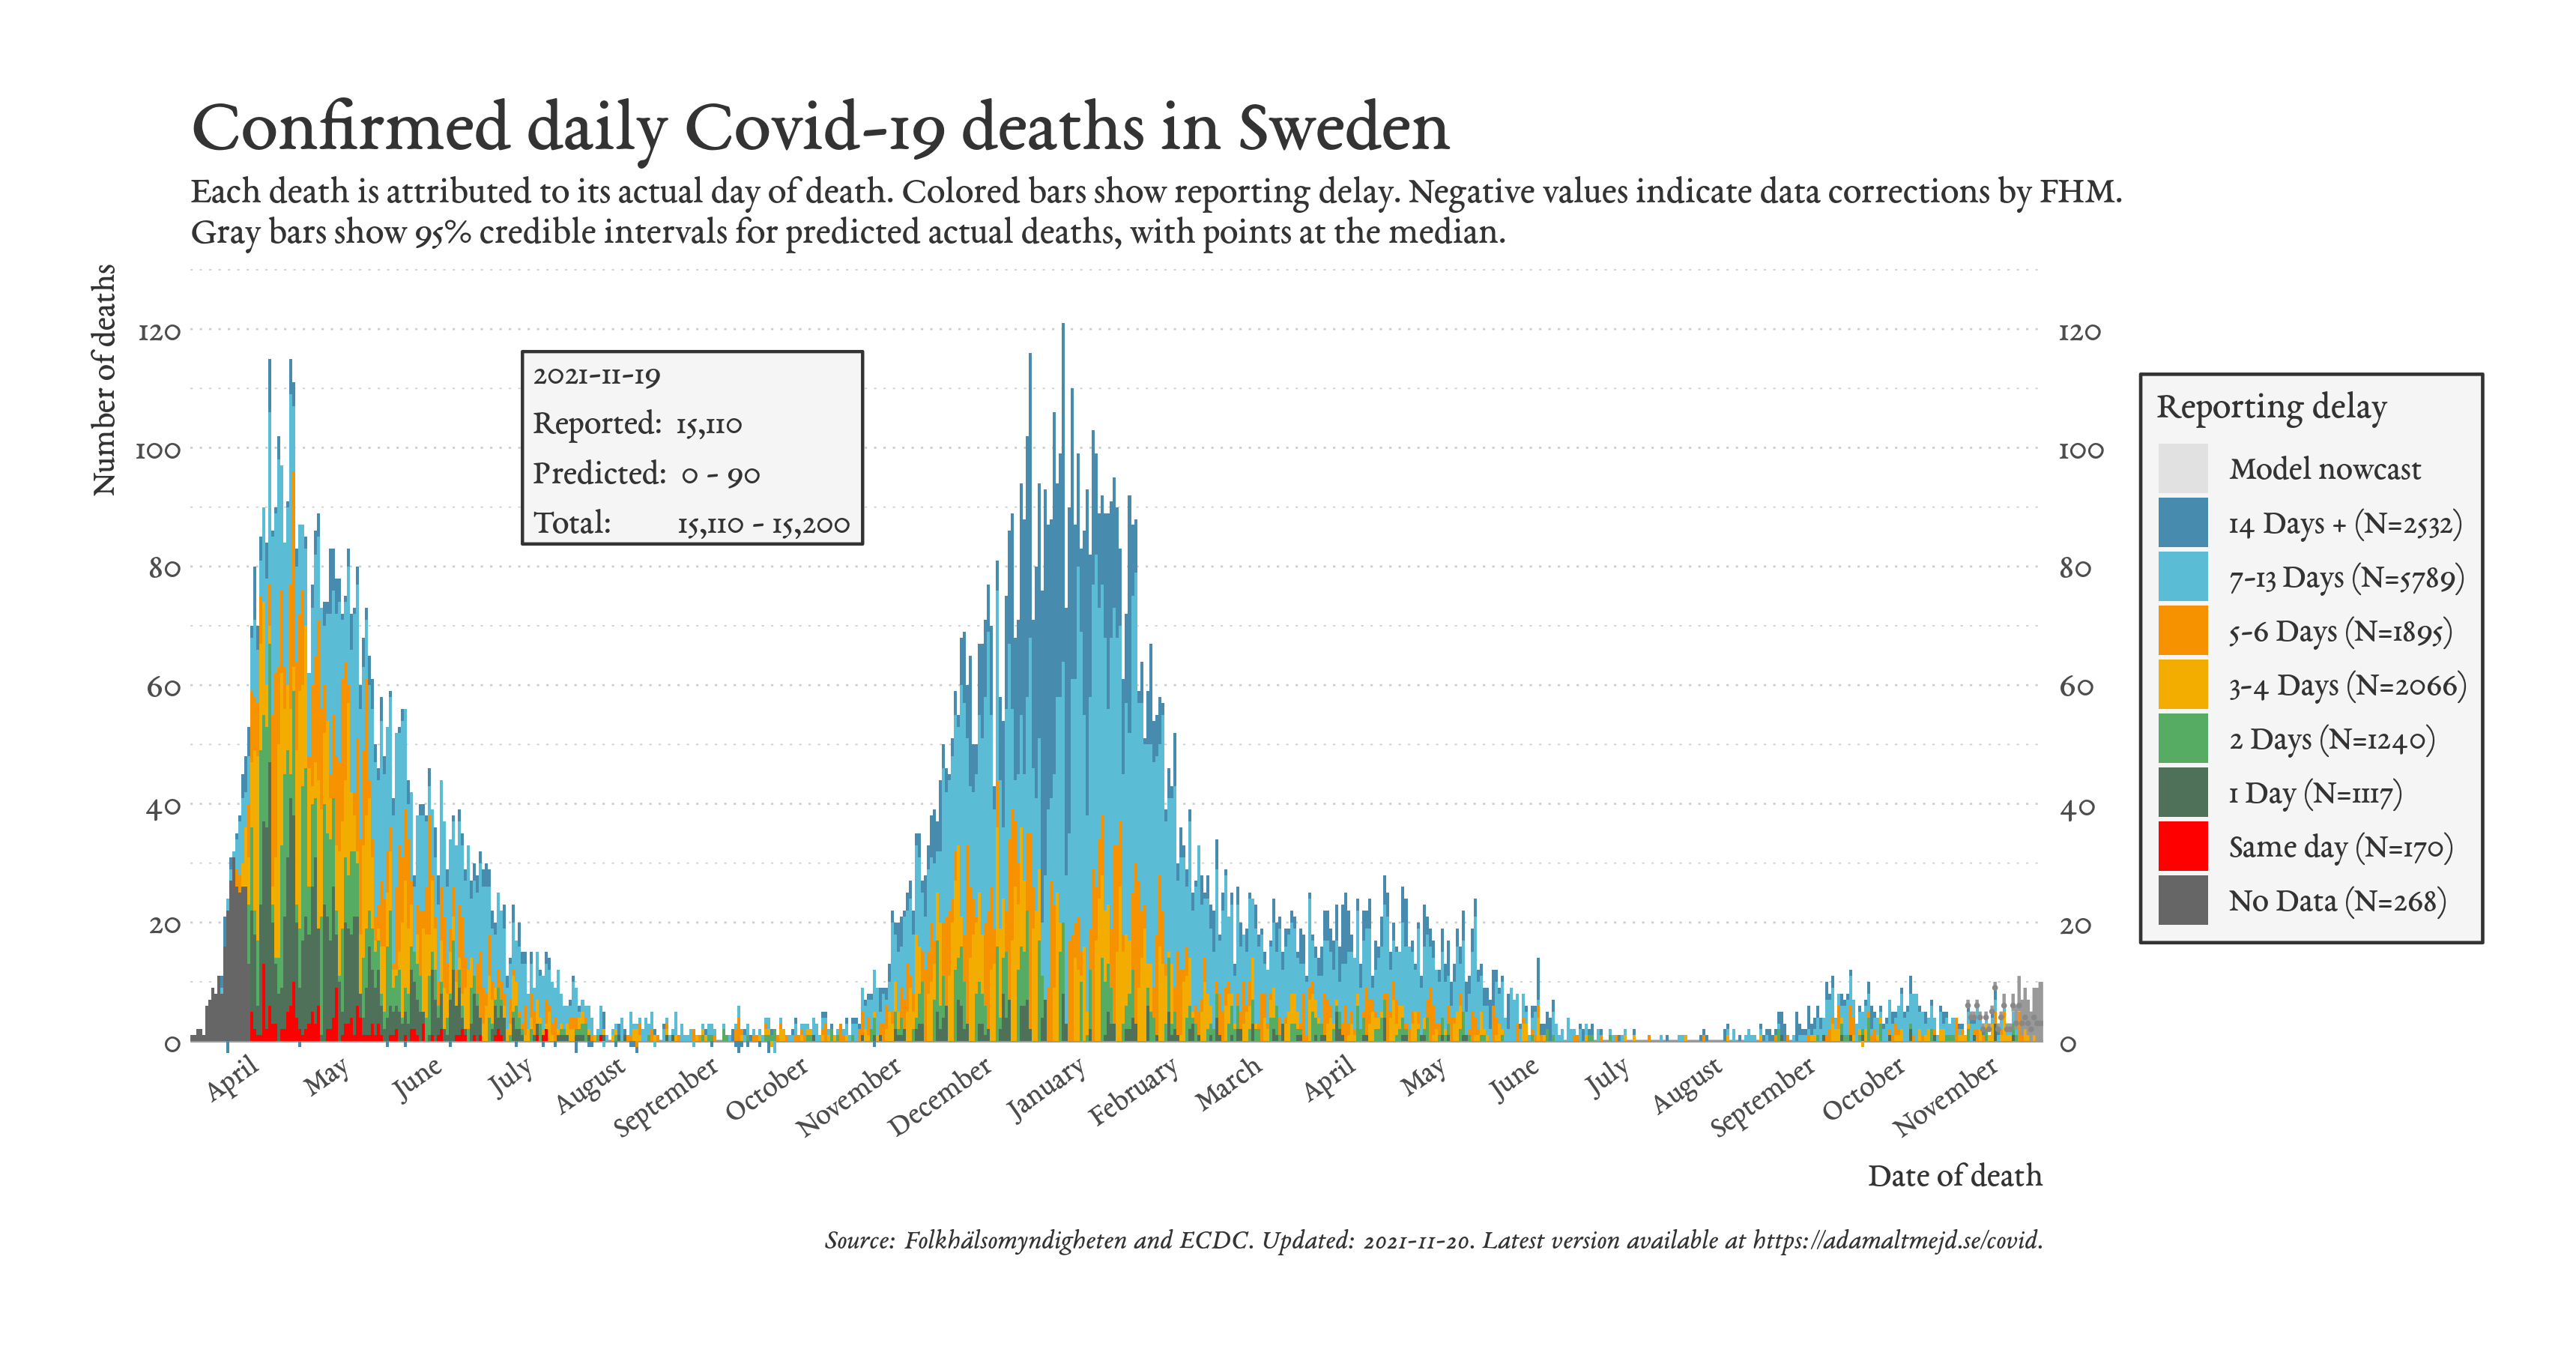 Confirmed daily Covid-19 deaths in Sweden
Each death is attributed to its actual day of death. Colored bars show reporting delay. Negative values indicate data corrections by FHM.
Gray bars show 95% credible intervals for predicted actual deaths, with points at the median.
Number of deaths
120
100
80
60
40
20
0
2021-11-19
Reported: 15,110
Predicted: 0 - 90
Total: 15,110 - 15,200
120
100
80
60
40
20
0
Reporting delay
Model nowcast
14 Days + (N=2532)
7-13 Days (N=5789)
5-6 Days (N=1895)
3-4 Days (N=2066)
2 Days (N=1240)
1 Day (N=1117)
Same day (N=170)
No Data (N=268)
April
May
June
July
August
September
October
November
December
January
February
March
April
May
June
July
August
September
October
November
Date of death
Source: Folkhälsomyndigheten and ECDC. Updated: 2021-11-20. Latest version available at https://adamaltmejd.se/covid.